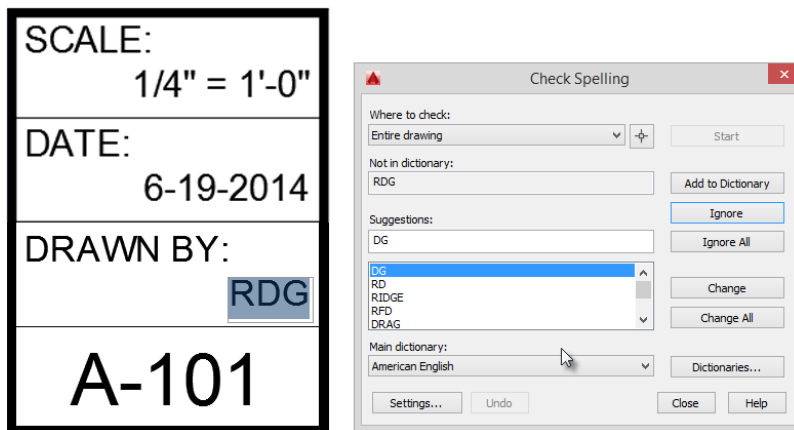 SCALE:
1/4" = 1'-0"
DATE:
6-19-2014
DRAWN BY:
RDG
A-101
Check Spelling
Where to check:
Entire drawing
Start
Not in dictionary:
RDG
Add to Dictionary
Ignore
Suggestions:
DG
Ignore All
DG
RD
RIDGE
RFD
DRAG
Change
Change All
Main dictionary:
American English
Dictionaries...
Settings...
Undo
Close
Help